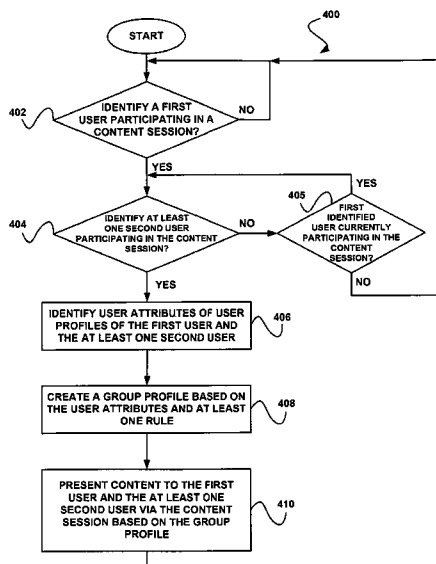 START
400
402
IDENTIFY A FIRST
USER PARTICIPATING IN A
CONTENT SESSION?
NO
YES
YES
404
IDENTIFY AT LEAST
ONE SECOND USER
PARTICIPATING IN THE CONTENT
SESSION?
NO
405
FIRST
IDENTIFIED
USER CURRENTLY
PARTICIPATING IN THE
CONTENT
SESSION?
NO
YES
IDENTIFY USER ATTRIBUTES OF USER
PROFILES OF THE FIRST USER AND
THE AT LEAST ONE SECOND USER
406
CREATE A GROUP PROFILE BASED ON
THE USER ATTRIBUTES AND AT LEAST
ONE RULE
408
PRESENT CONTENT TO THE FIRST
USER AND THE AT LEAST ONE
SECOND USER VIA THE CONTENT
SESSION BASED ON THE GROUP
PROFILE
410